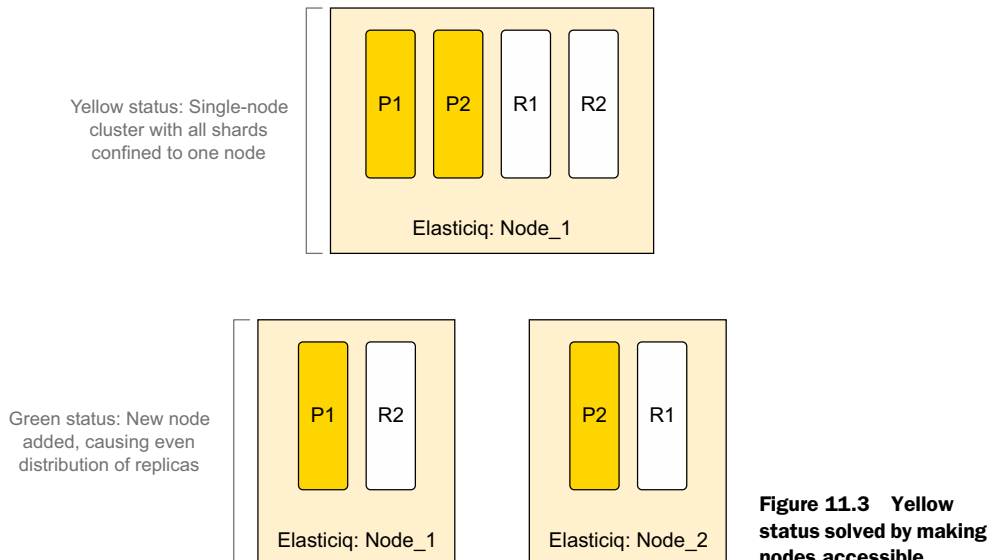 P1
P2
R1
R2
Yellow status: Single-node
cluster with all shards
confined to one node
Elasticiq: Node_1
P1
R2
P2
R1
Green status: New node
added, causing even
distribution of replicas
Elasticiq: Node_1
Elasticiq: Node_2
Figure 11.3 Yellow
status solved by making
nodes accessible